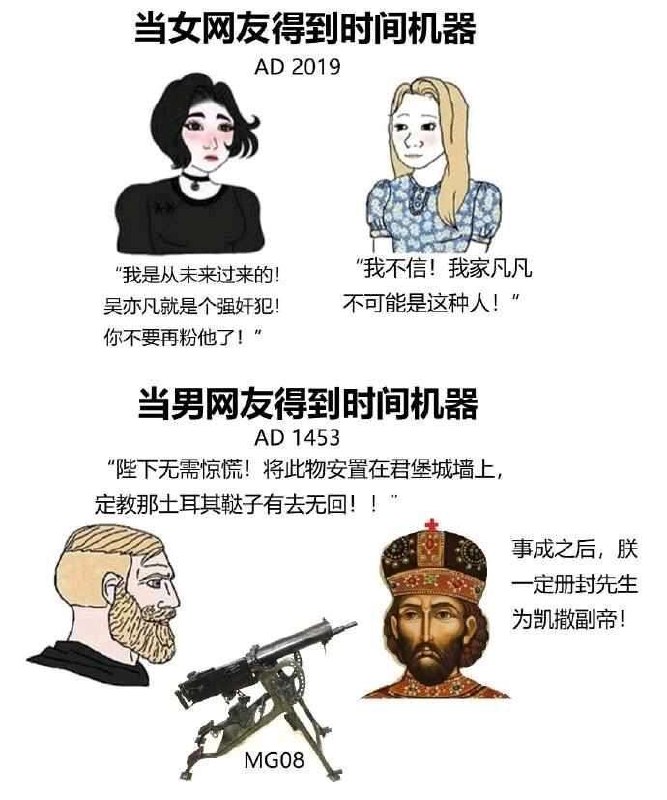 当女网友得到时间机器
AD 2019
“我是从未来过来的！
吴亦凡就是个强奸犯！
你不要再粉他了！”
“我不信！我家凡凡
不可能是这种人！“
当男网友得到时间机器
AD 1453
“陛下无需惊慌！将此物安置在君堡城墙上，
定教那土耳其鞑子有去无回！！”
事成之后，朕
一定册封先生
为凯撒副帝！
MG08